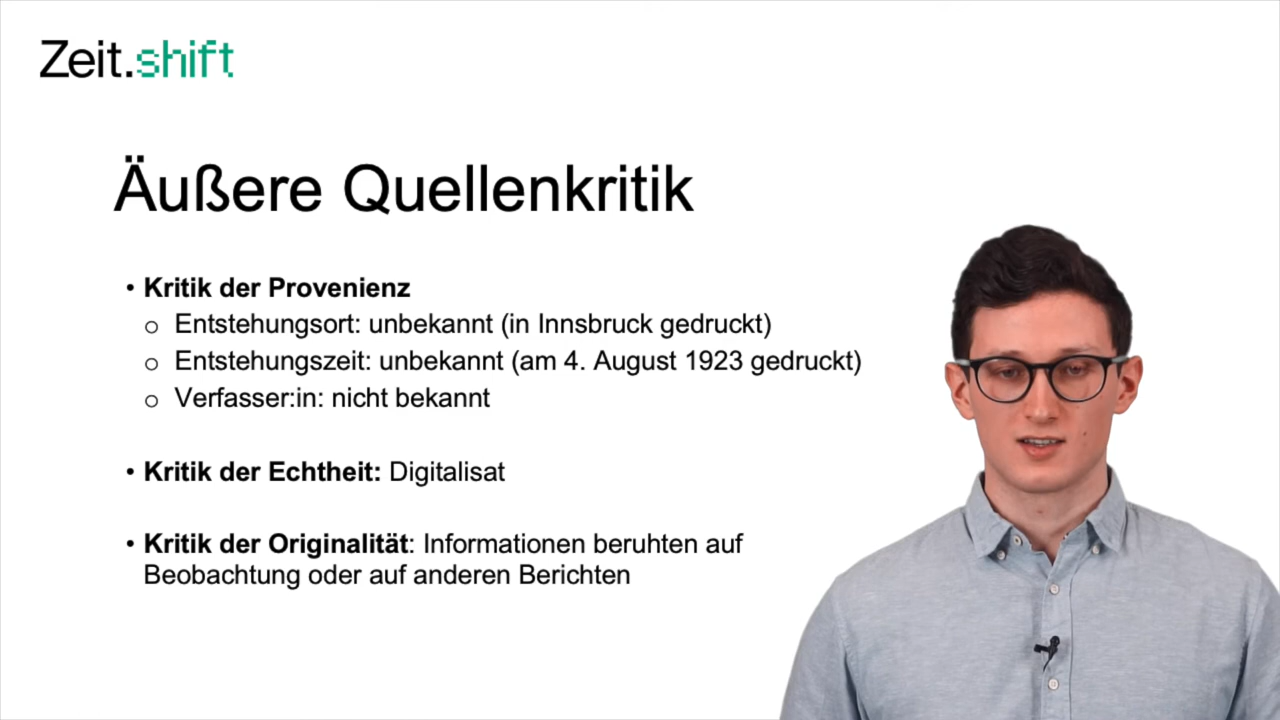 Zeit.shift
Äußere Quellenkritik
• Kritik der Provenienz
o Entstehungsort: unbekannt (in Innsbruck gedruckt)
o Entstehungszeit: unbekannt (am 4. August 1923 gedruckt)
o Verfasser:in: nicht bekannt
• Kritik der Echtheit: Digitalisat
• Kritik der Originalität: Informationen beruhten auf
Beobachtung oder auf anderen Berichten